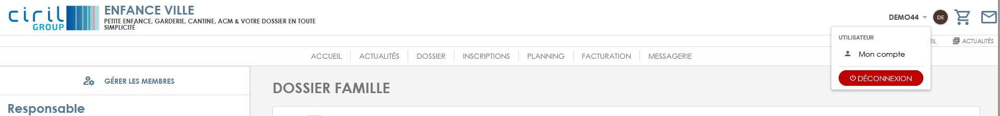 ciril
GROUP
ENFANCE VILLE
PETITE ENFANCE, GARDERIE, CANTINE, ACM & VOTRE DOSSIER EN TOUTE
SIMPLICITÉ
DEMO44
DE
UTILISATEUR
Mon compte
DÉCONNEXION
ACTUALITÉS
ACCUEIL
ACTUALITÉS
DOSSIER
INSCRIPTIONS
PLANNING
FACTURATION
MESSAGERIE
GÉRER LES MEMBRES
Responsable
DOSSIER FAMILLE